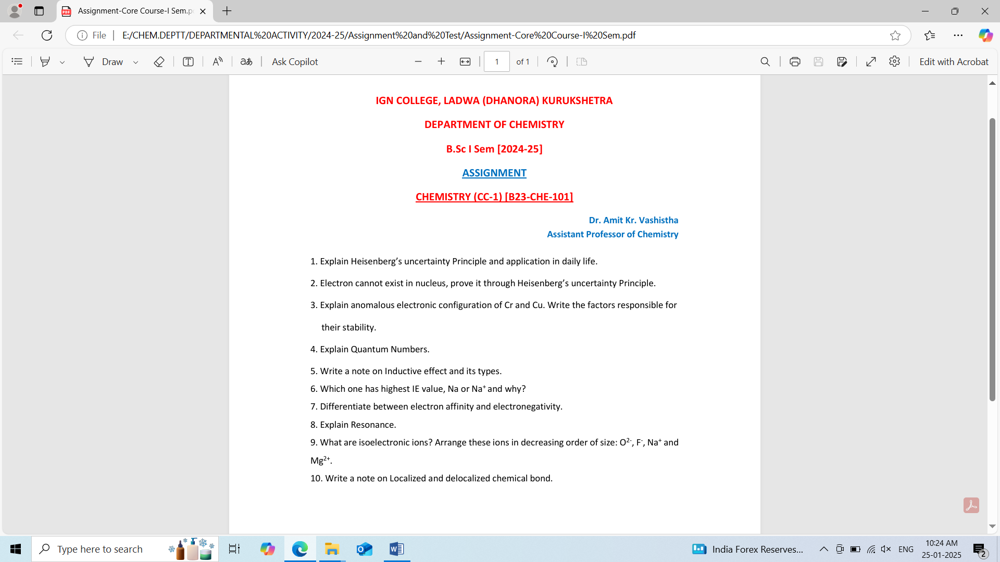 Assignment-Core Course-I Sem.p
File
E:/CHEM.DEPTT/DEPARTMENTAL%20ACTIVITY/2024-25/Assignment%20and%20Test/Assignment-Core%20Course-I%20Sem.pdf
Draw
Ask Copilot
1 of 1
Edit with Acrobat
IGN COLLEGE, LADWA (DHANORA) KURUKSHETRA
DEPARTMENT OF CHEMISTRY
B.Sc I Sem [2024-25]
ASSIGNMENT
CHEMISTRY (CC-1) [B23-CHE-101]
Dr. Amit Kr. Vashistha
Assistant Professor of Chemistry
1. Explain Heisenberg’s uncertainty Principle and application in daily life.
2. Electron cannot exist in nucleus, prove it through Heisenberg’s uncertainty Principle.
3. Explain anomalous electronic configuration of Cr and Cu. Write the factors responsible for
their stability.
4. Explain Quantum Numbers.
5. Write a note on Inductive effect and its types.
6. Which one has highest IE value, Na or Na⁺ and why?
7. Differentiate between electron affinity and electronegativity.
8. Explain Resonance.
9. What are isoelectronic ions? Arrange these ions in decreasing order of size: O²⁻, F⁻, Na⁺ and
Mg²⁺.
10. Write a note on Localized and delocalized chemical bond.
Type here to search
India Forex Reserves...
ENG
10:24 AM
25-01-2025
2